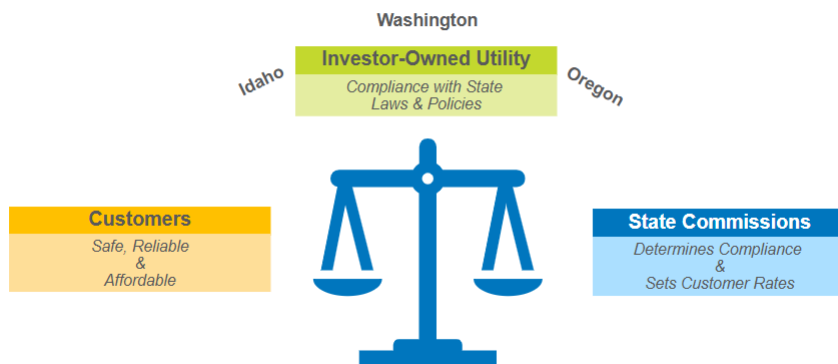 Washington
Idaho
Investor-Owned Utility
Oregon
Compliance with State
Laws & Policies
Customers
Safe, Reliable
&
Affordable
State Commissions
Determines Compliance
&
Sets Customer Rates